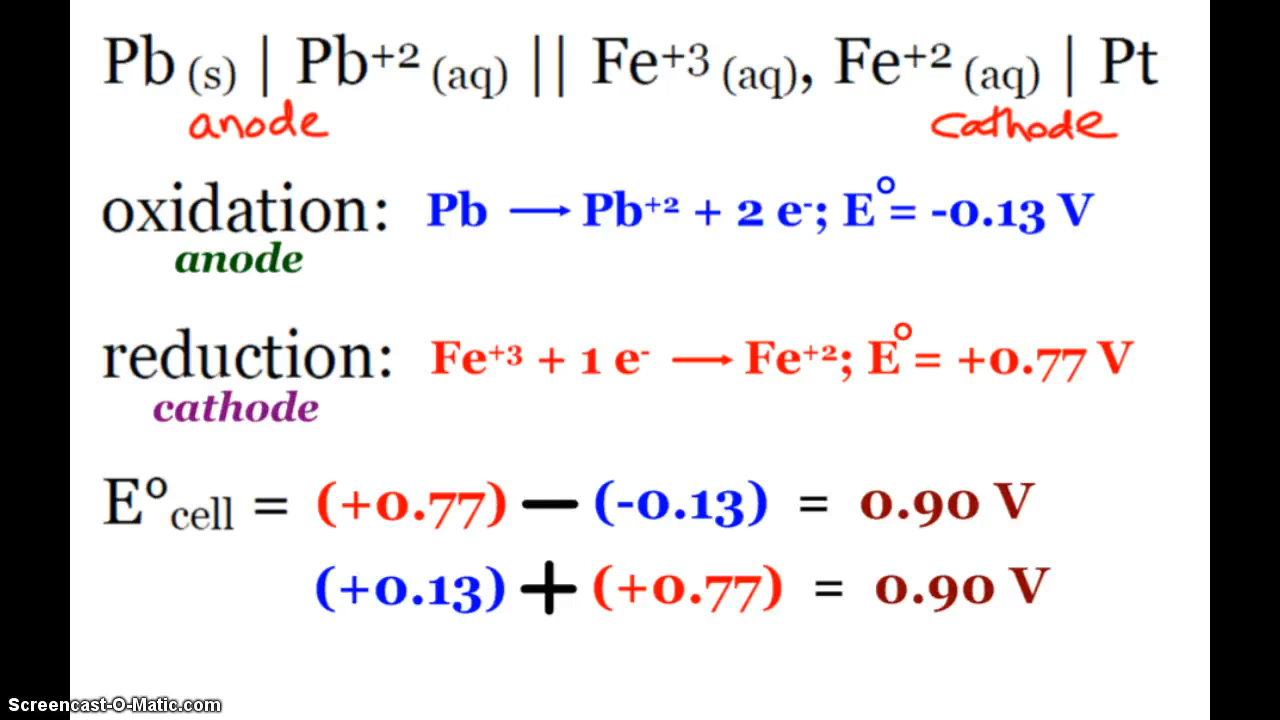 Pb (s) | Pb⁺² (aq) || Fe⁺³ (aq), Fe⁺² (aq) | Pt
anode cathode
oxidation: Pb → Pb⁺² + 2 e⁻; E° = -0.13 V
anode
reduction: Fe⁺³ + 1 e⁻ → Fe⁺²; E° = +0.77 V
cathode
E°cell = (+0.77) − (-0.13) = 0.90 V
(+0.13) + (+0.77) = 0.90 V
Screencast-O-Matic.com